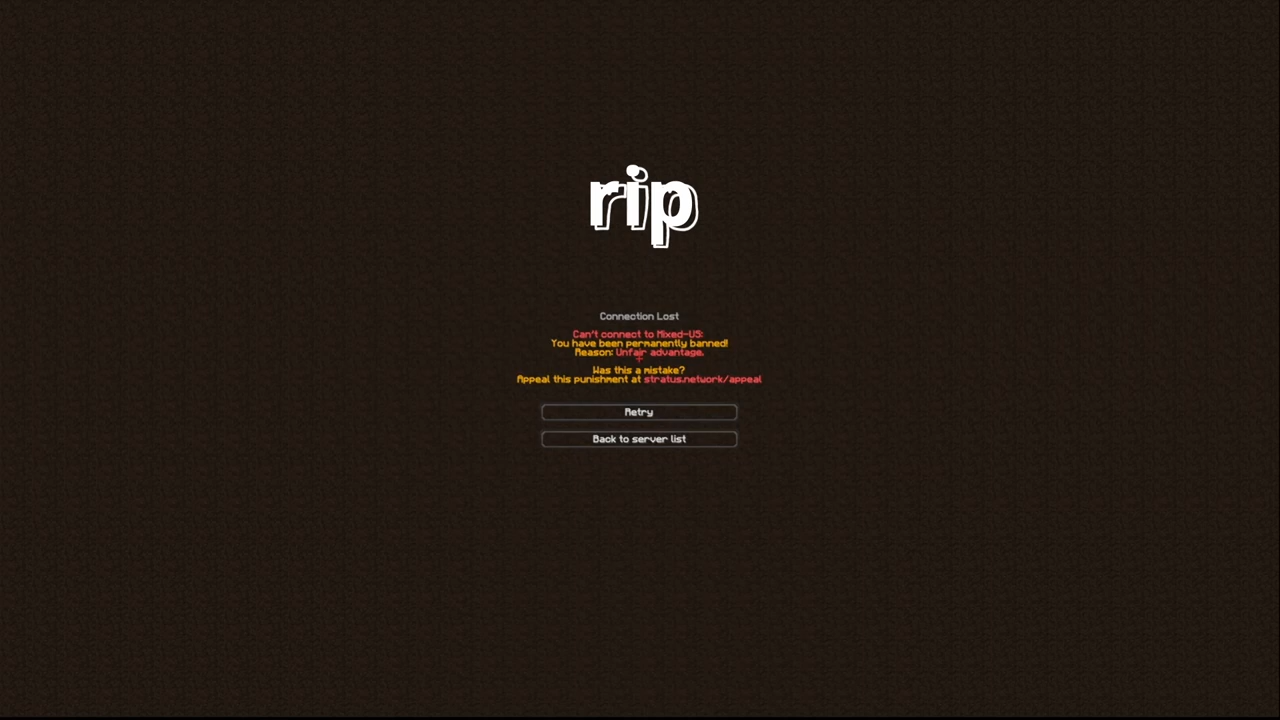 rip
Connection Lost
Can't connect to Mixed-US:
You have been permanently banned!
Reason: Unfair advantage.
Was this a mistake?
Appeal this punishment at stratus.network/appeal
Retry
Back to server list